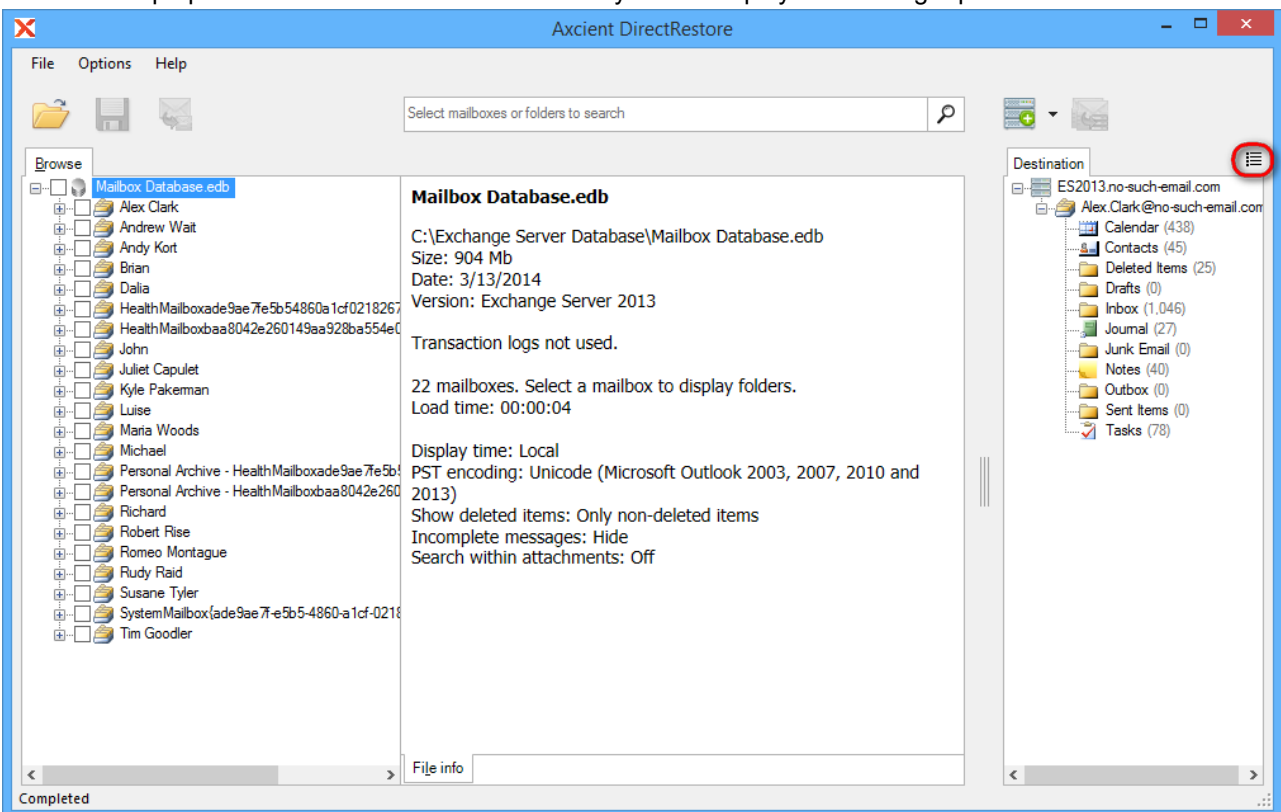 Axcient DirectRestore
File Options Help
Select mailboxes or folders to search
Browse
Mailbox Database.edb
Alex Clark
Andrew Wait
Andy Kort
Brian
Dalia
HealthMailboxade9ae7fe5b54860a1cf0218267
HealthMailboxbaa8042e260149aa928ba554e0
John
Juliet Capulet
Kyle Pakerman
Luise
Maria Woods
Michael
Personal Archive - HealthMailboxade9ae7fe5b5
Personal Archive - HealthMailboxbaa8042e260
Richard
Robert Rise
Romeo Montague
Rudy Raid
Susane Tyler
SystemMailbox{ade9ae7f-e5b5-4860-a1cf-0218
Tim Goodler
Mailbox Database.edb
C:\Exchange Server Database\Mailbox Database.edb
Size: 904 Mb
Date: 3/13/2014
Version: Exchange Server 2013
Transaction logs not used.
22 mailboxes. Select a mailbox to display folders.
Load time: 00:00:04
Display time: Local
PST encoding: Unicode (Microsoft Outlook 2003, 2007, 2010 and
2013)
Show deleted items: Only non-deleted items
Incomplete messages: Hide
Search within attachments: Off
File info
Destination
ES2013.no-such-email.com
Alex.Clark@no-such-email.com
Calendar (438)
Contacts (45)
Deleted Items (25)
Drafts (0)
Inbox (1,046)
Journal (27)
Junk Email (0)
Notes (40)
Outbox (0)
Sent Items (0)
Tasks (78)
Completed